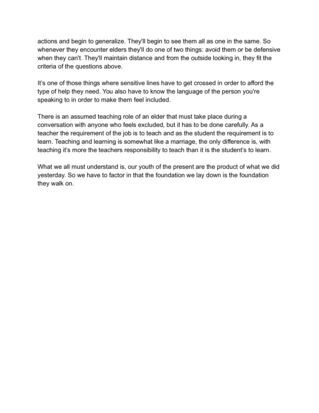 actions and begin to generalize. They'll begin to see them all as one in the same. So
whenever they encounter elders they'll do one of two things: avoid them or be defensive
when they can't. They'll maintain distance and from the outside looking in, they fit the
criteria of the questions above.
It's one of those things where sensitive lines have to get crossed in order to afford the
type of help they need. You also have to know the language of the person you're
speaking to in order to make them feel included.
There is an assumed teaching role of an elder that must take place during a
conversation with anyone who feels excluded, but it has to be done carefully. As a
teacher the requirement of the job is to teach and as the student the requirement is to
learn. Teaching and learning is somewhat like a marriage, the only difference is, with
teaching it's more the teachers responsibility to teach than it is the student's to learn.
What we all must understand is, our youth of the present are the product of what we did
yesterday. So we have to factor in that the foundation we lay down is the foundation
they walk on.